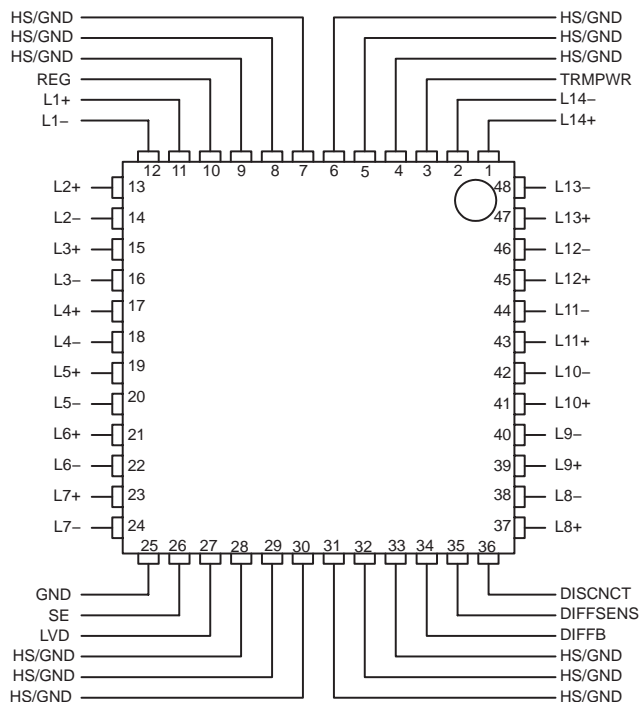 HS/GND HS/GND
HS/GND HS/GND
HS/GND HS/GND
REG TRMPWR
L1+ L14–
L1– L14+
12 11 10 9 8 7 6 5 4 3 2 1
L2+ 13 48 L13–
L2– 14 47 L13+
L3+ 15 46 L12–
L3– 16 45 L12+
L4+ 17 44 L11–
L4– 18 43 L11+
L5+ 19 42 L10–
L5– 20 41 L10+
L6+ 21 40 L9–
L6– 22 39 L9+
L7+ 23 38 L8–
L7– 24 37 L8+
25 26 27 28 29 30 31 32 33 34 35 36
GND DISCNCT
SE DIFFSENS
LVD DIFFB
HS/GND HS/GND
HS/GND HS/GND
HS/GND HS/GND